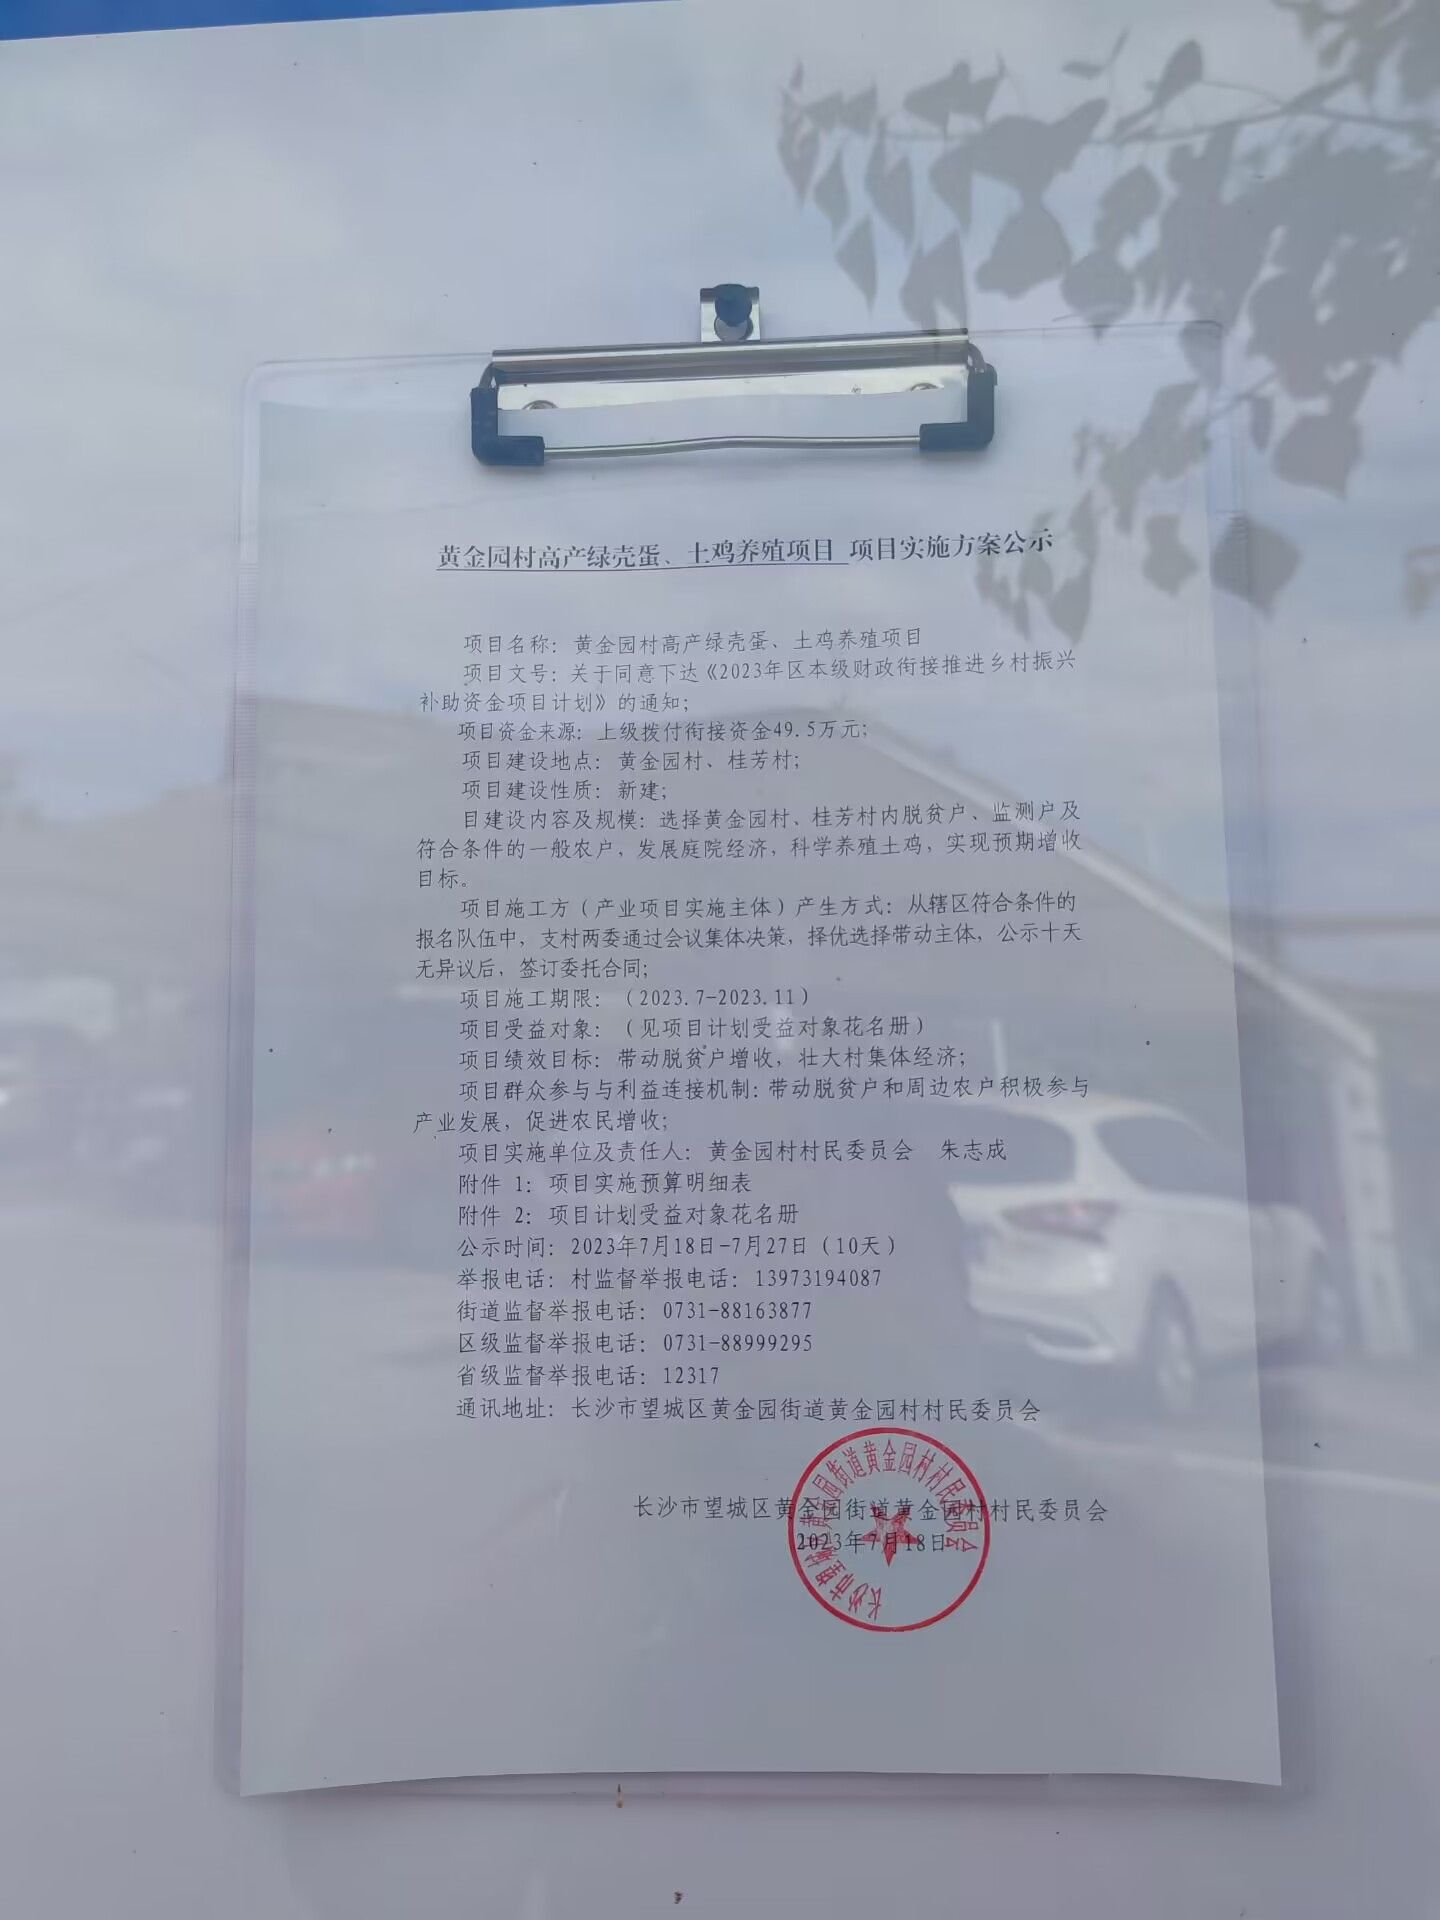 黄金园村高产绿壳蛋、土鸡养殖项目 项目实施方案公示
项目名称：黄金园村高产绿壳蛋、土鸡养殖项目
项目文号：关于同意下达《2023年区本级财政衔接推进乡村振兴
补助资金项目计划》的通知；
项目资金来源：上级拨付衔接资金49.5万元；
项目建设地点：黄金园村、桂芳村；
项目建设性质：新建；
目建设内容及规模：选择黄金园村、桂芳村内脱贫户、监测户及
符合条件的一般农户，发展庭院经济，科学养殖土鸡，实现预期增收
目标。
项目施工方（产业项目实施主体）产生方式：从辖区符合条件的
报名队伍中，支村两委通过会议集体决策，择优选择带动主体，公示十天
无异议后，签订委托合同；
项目施工期限：（2023.7-2023.11）
项目受益对象：（见项目计划受益对象花名册）
项目绩效目标：带动脱贫户增收，壮大村集体经济；
项目群众参与与利益连接机制：带动脱贫户和周边农户积极参与
产业发展，促进农民增收；
项目实施单位及责任人：黄金园村村民委员会 朱志成
附件 1：项目实施预算明细表
附件 2：项目计划受益对象花名册
公示时间：2023年7月18日-7月27日（10天）
举报电话：村监督举报电话：13973194087
街道监督举报电话：0731-88163877
区级监督举报电话：0731-88999295
省级监督举报电话：12317
通讯地址：长沙市望城区黄金园街道黄金园村村民委员会
长沙市望城区黄金园街道黄金园村村民委员会
2023年7月18日
长沙市望城区黄金园街道黄金园村村民委员会